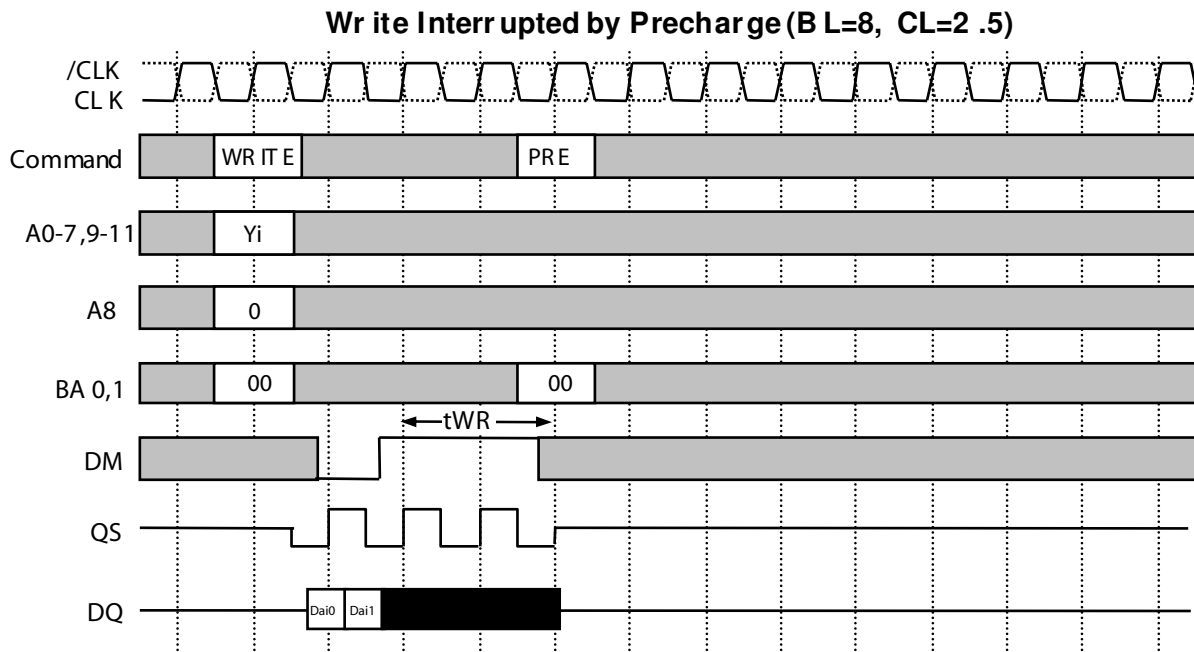 Wr ite Interr upted by Precharge (B L=8, CL=2 .5)
/CLK
CL K
Command WR IT E PR E
A0-7,9-11 Yi
A8 0
BA 0,1 00 00
tWR
DM
QS
DQ Dai0 Dai1